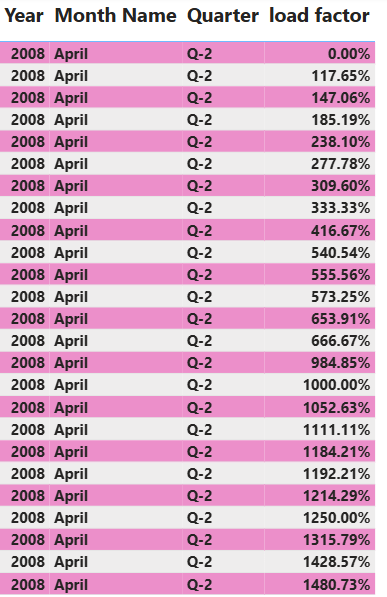 Year Month Name Quarter load factor
2008 April Q-2 0.00%
2008 April Q-2 117.65%
2008 April Q-2 147.06%
2008 April Q-2 185.19%
2008 April Q-2 238.10%
2008 April Q-2 277.78%
2008 April Q-2 309.60%
2008 April Q-2 333.33%
2008 April Q-2 416.67%
2008 April Q-2 540.54%
2008 April Q-2 555.56%
2008 April Q-2 573.25%
2008 April Q-2 653.91%
2008 April Q-2 666.67%
2008 April Q-2 984.85%
2008 April Q-2 1000.00%
2008 April Q-2 1052.63%
2008 April Q-2 1111.11%
2008 April Q-2 1184.21%
2008 April Q-2 1192.21%
2008 April Q-2 1214.29%
2008 April Q-2 1250.00%
2008 April Q-2 1315.79%
2008 April Q-2 1428.57%
2008 April Q-2 1480.73%